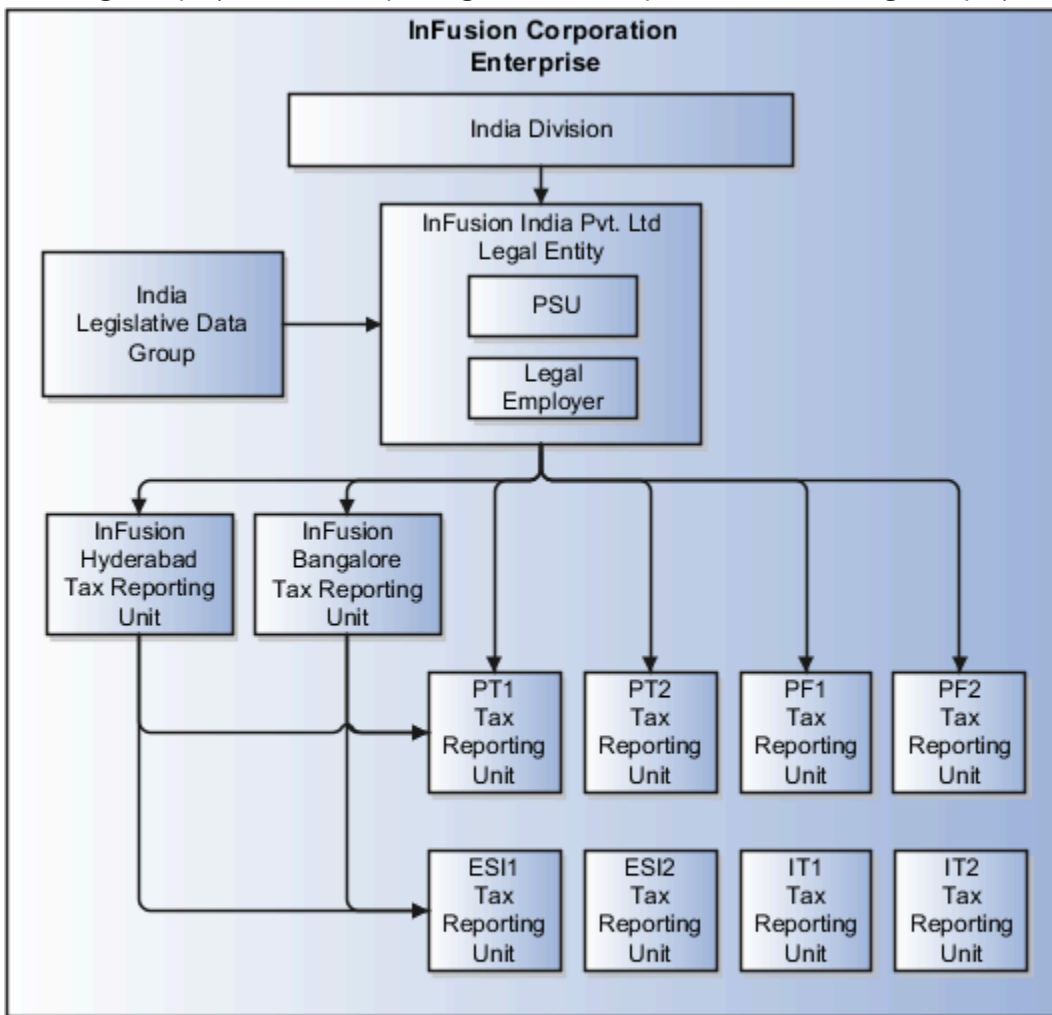 InFusion Corporation
Enterprise
India Division
InFusion India Pvt. Ltd
Legal Entity
PSU
Legal
Employer
India
Legislative Data
Group
InFusion
Hyderabad
Tax Reporting
Unit
InFusion
Bangalore
Tax Reporting
Unit
PT1
Tax
Reporting
Unit
PT2
Tax
Reporting
Unit
PF1
Tax
Reporting
Unit
PF2
Tax
Reporting
Unit
ESI1
Tax
Reporting
Unit
ESI2
Tax
Reporting
Unit
IT1
Tax
Reporting
Unit
IT2
Tax
Reporting
Unit